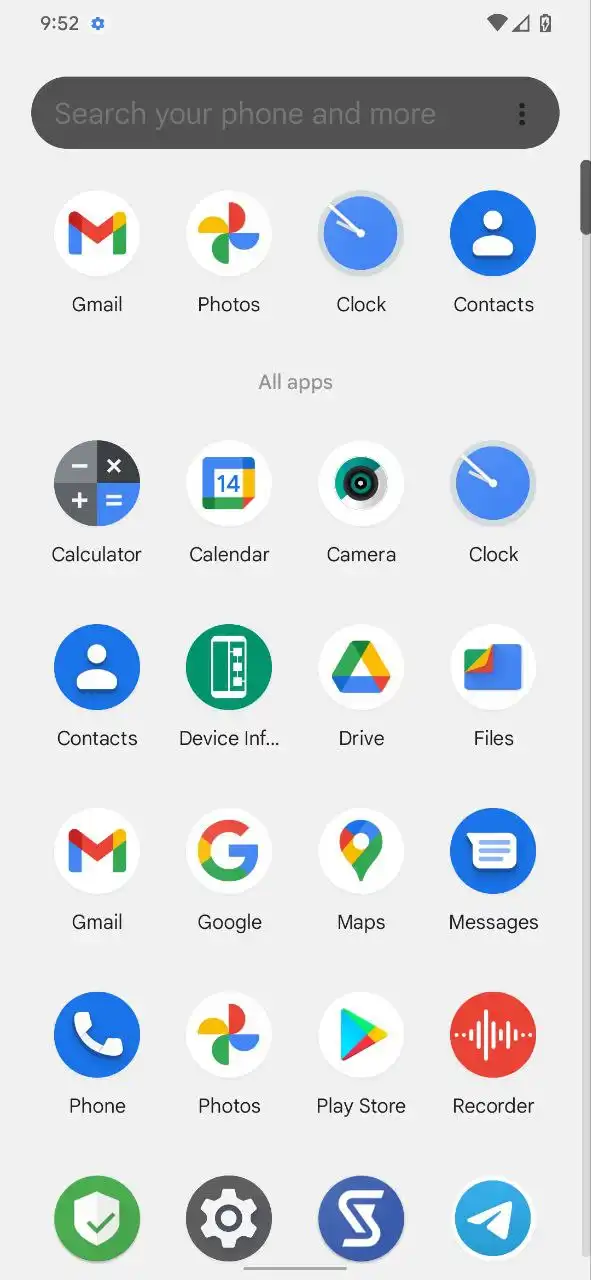 9:52
Search your phone and more
Gmail Photos Clock Contacts
All apps
14
Calculator Calendar Camera Clock
Contacts Device Inf... Drive Files
Gmail Google Maps Messages
Phone Photos Play Store Recorder